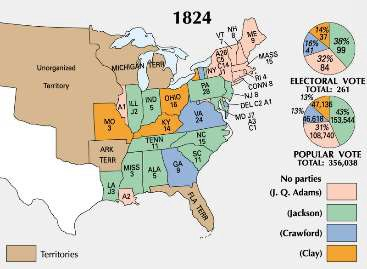 1824
Unorganized
Territory
MICHIGAN TERR
VT
7
NH
8
ME
9
MASS
15
RI 4
CONN 8
NJ 8
DEL C2 A1
MD J7
A3
C1
PA
28
OHIO
16
IND
5
ILL
J2
A1
MO
3
KY
14
VA
24
TENN
11
NC
15
SC
11
GA
9
ALA
5
MISS
3
LA
J3
A2
ARK
TERR
FLA TERR
14%
37
16%
41
38%
99
32%
84
ELECTORAL VOTE
TOTAL: 261
13%
47,136
13%
46,618
43%
153,544
31%
108,740
POPULAR VOTE
TOTAL: 356,038
No parties
(J. Q. Adams)
(Jackson)
(Crawford)
(Clay)
Territories